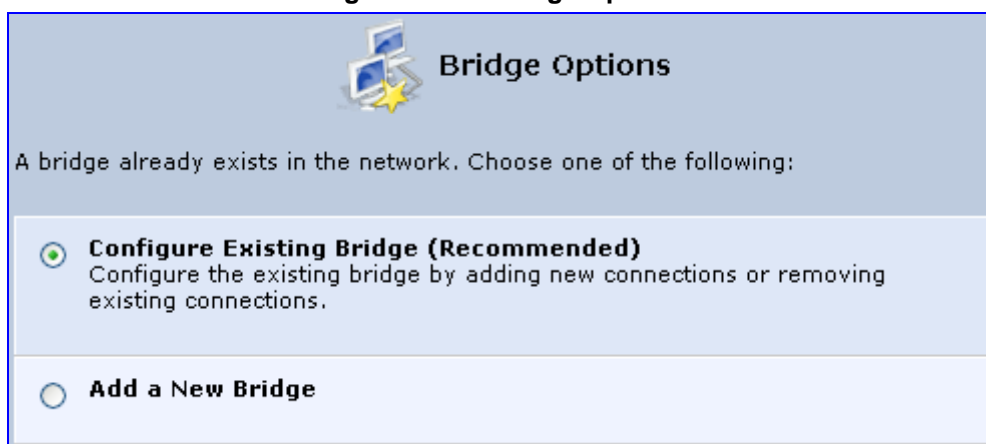 Bridge Options
A bridge already exists in the network. Choose one of the following:
Configure Existing Bridge (Recommended)
Configure the existing bridge by adding new connections or removing
existing connections.
Add a New Bridge